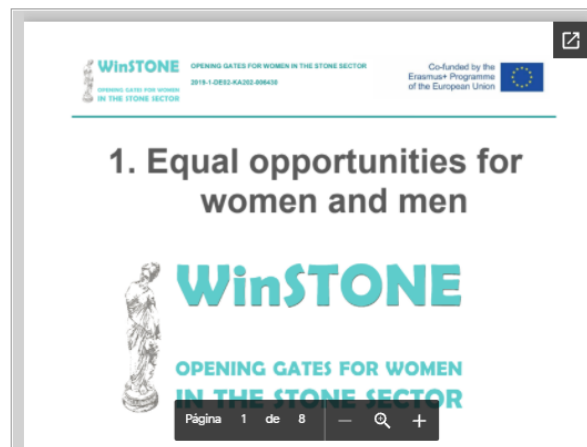 WinSTONE
OPENING GATES FOR WOMEN
IN THE STONE SECTOR
OPENING GATES FOR WOMEN IN THE STONE SECTOR
2019-1-DE02-KA202-006430
Co-funded by the
Erasmus+ Programme
of the European Union
1. Equal opportunities for
women and men
WinSTONE
OPENING GATES FOR WOMEN
IN THE STONE SECTOR
Página 1 de 8